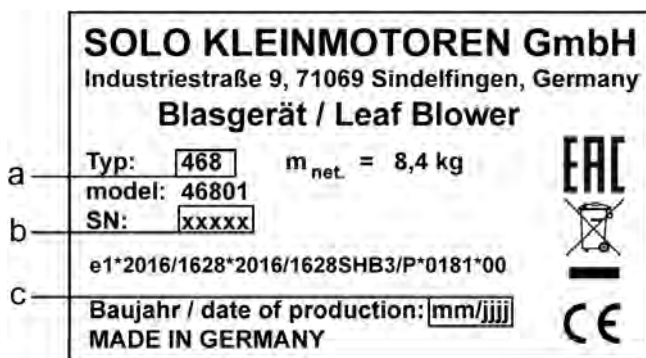 SOLO KLEINMOTOREN GmbH
Industriestraße 9, 71069 Sindelfingen, Germany
Blasgerät / Leaf Blower
Typ: 468 m net. = 8,4 kg
a
model: 46801
SN: xxxxx
b
e1*2016/1628*2016/1628SHB3/P*0181*00
c
Baujahr / date of production: mm/jjjj
MADE IN GERMANY
EAC
CE